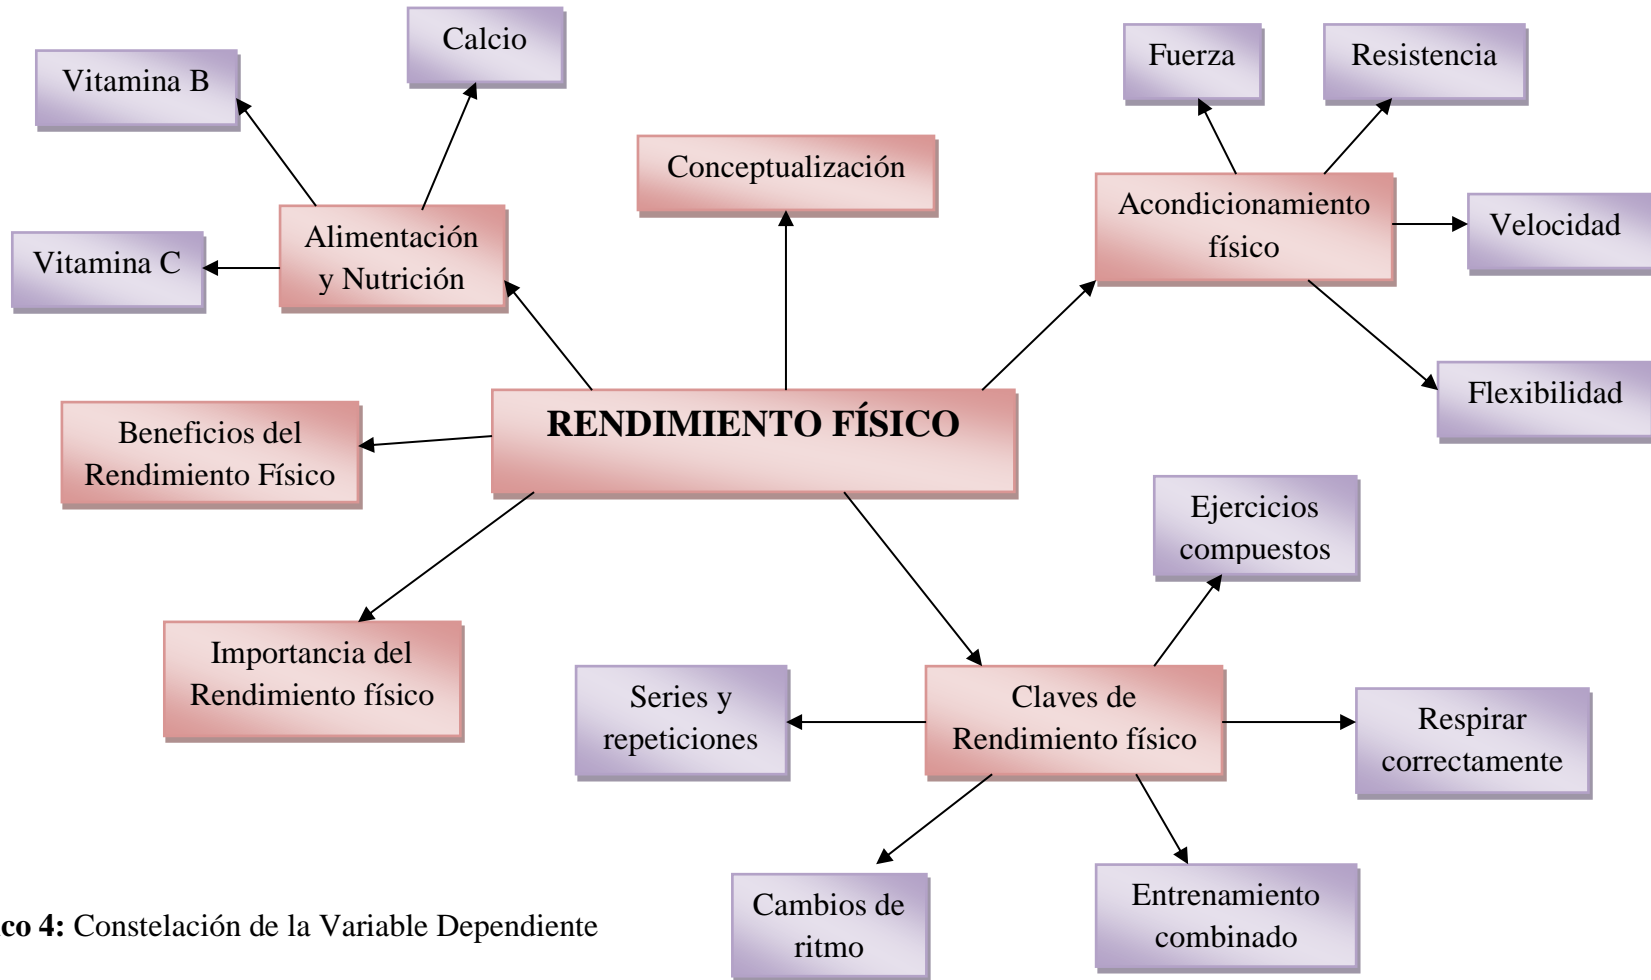 Calcio
Vitamina B
Fuerza
Resistencia
Conceptualización
Acondicionamiento
físico
Velocidad
Alimentación
y Nutrición
Vitamina C
Flexibilidad
RENDIMIENTO FÍSICO
Beneficios del
Rendimiento Físico
Ejercicios
compuestos
Importancia del
Rendimiento físico
Series y
repeticiones
Claves de
Rendimiento físico
Respirar
correctamente
Cambios de
ritmo
Entrenamiento
combinado
co 4: Constelación de la Variable Dependiente